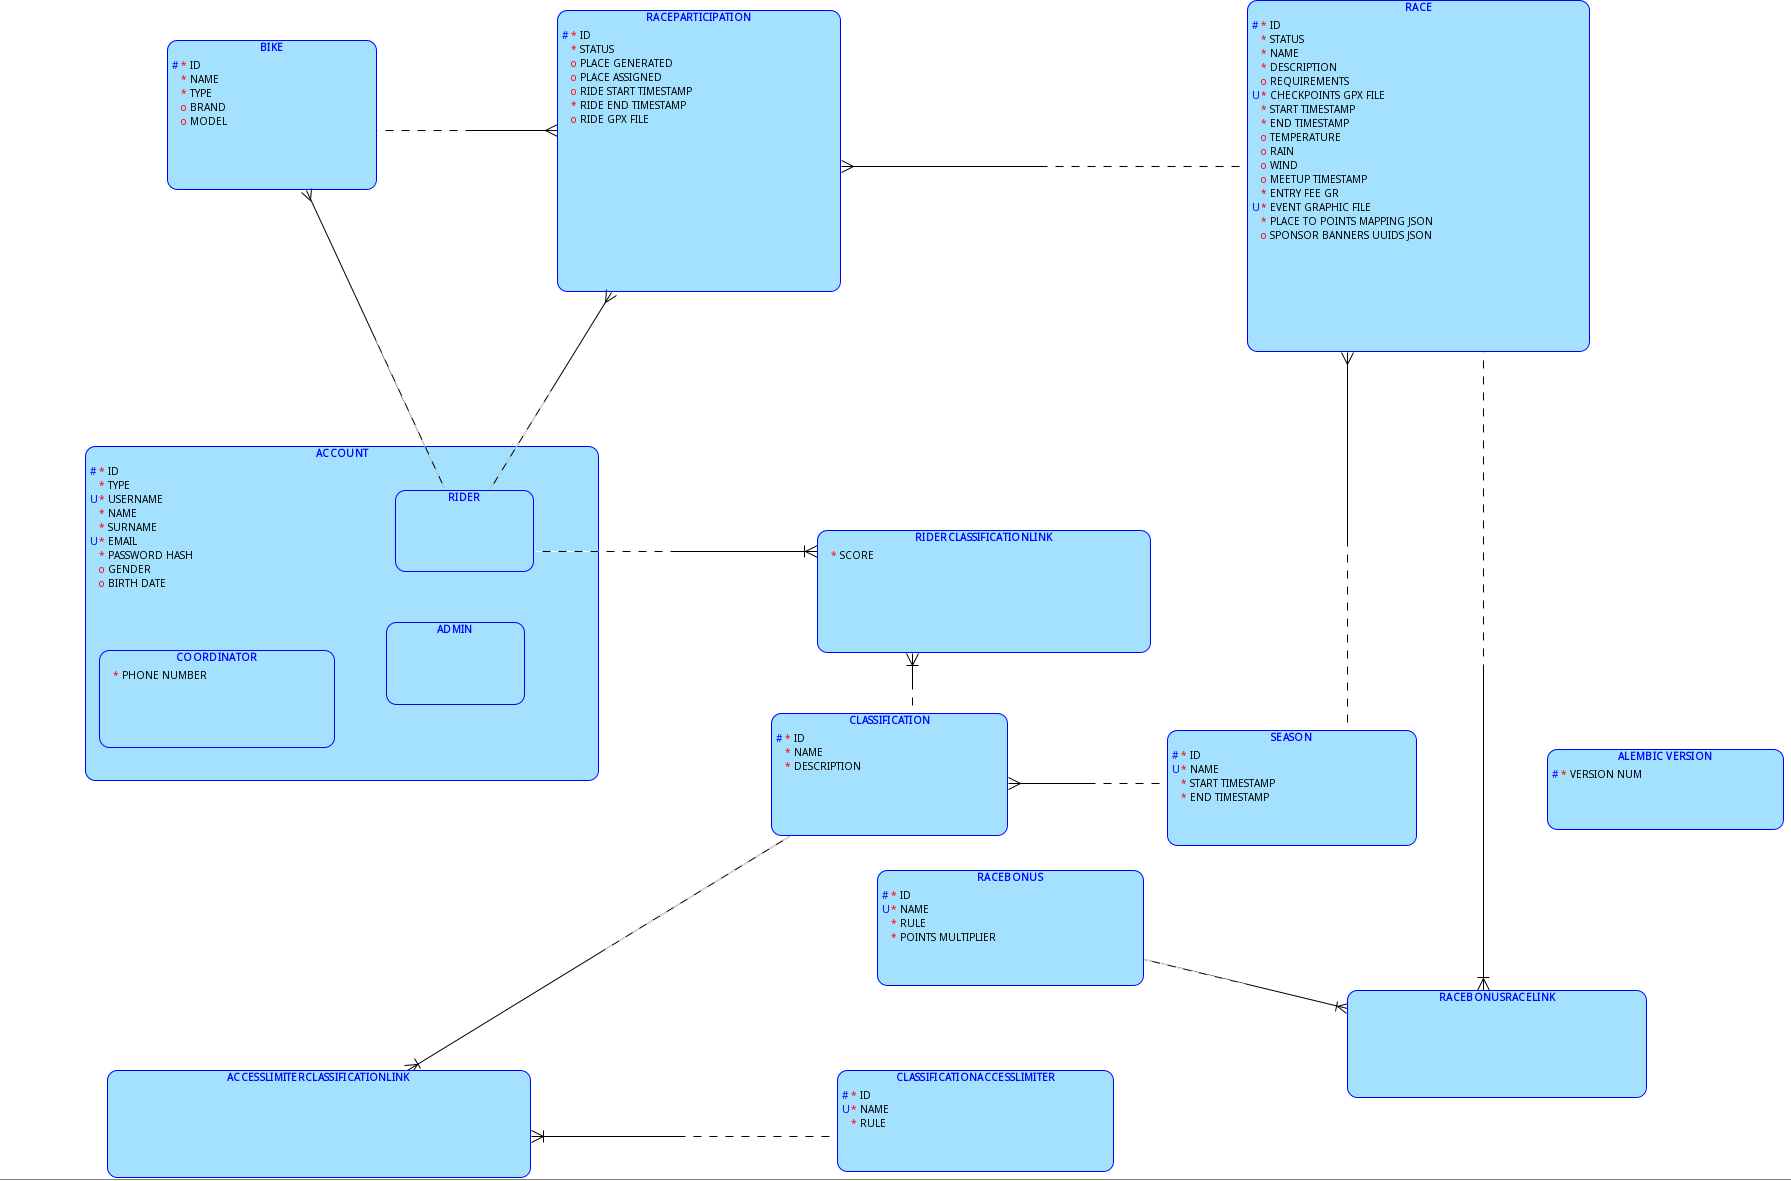 BIKE
# * ID
* NAME
* TYPE
o BRAND
o MODEL
RACEPARTICIPATION
# * ID
* STATUS
o PLACE GENERATED
o PLACE ASSIGNED
o RIDE START TIMESTAMP
* RIDE END TIMESTAMP
o RIDE GPX FILE
RACE
# * ID
* STATUS
* NAME
* DESCRIPTION
o REQUIREMENTS
U * CHECKPOINTS GPX FILE
* START TIMESTAMP
* END TIMESTAMP
o TEMPERATURE
o RAIN
o WIND
o MEETUP TIMESTAMP
* ENTRY FEE GR
U * EVENT GRAPHIC FILE
* PLACE TO POINTS MAPPING JSON
o SPONSOR BANNERS UUIDS JSON
ACCOUNT
# * ID
* TYPE
U * USERNAME
* NAME
* SURNAME
U * EMAIL
* PASSWORD HASH
o GENDER
o BIRTH DATE
RIDER
ADMIN
COORDINATOR
* PHONE NUMBER
RIDERCLASSIFICATIONLINK
* SCORE
CLASSIFICATION
# * ID
* NAME
* DESCRIPTION
SEASON
# * ID
U * NAME
* START TIMESTAMP
* END TIMESTAMP
ALEMBIC VERSION
# * VERSION NUM
RACEBONUS
# * ID
U * NAME
* RULE
* POINTS MULTIPLIER
RACEBONUSRACELINK
ACCESSLIMITERCLASSIFICATIONLINK
CLASSIFICATIONACCESSLIMITER
# * ID
U * NAME
* RULE